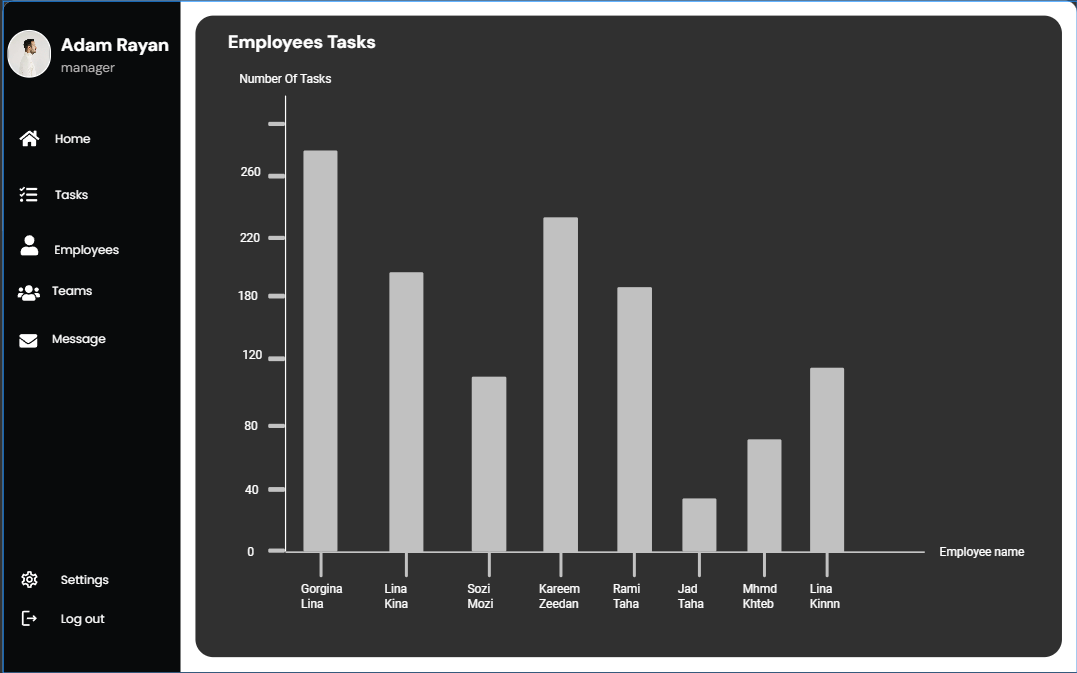 Adam Rayan
manager
Home
Tasks
Employees
Teams
Message
Settings
Log out
Employees Tasks
Number Of Tasks
260
220
180
120
80
40
0
Employee name
Gorgina
Lina
Lina
Kina
Sozi
Mozi
Kareem
Zeedan
Rami
Taha
Jad
Taha
Mhmd
Khteb
Lina
Kinnn